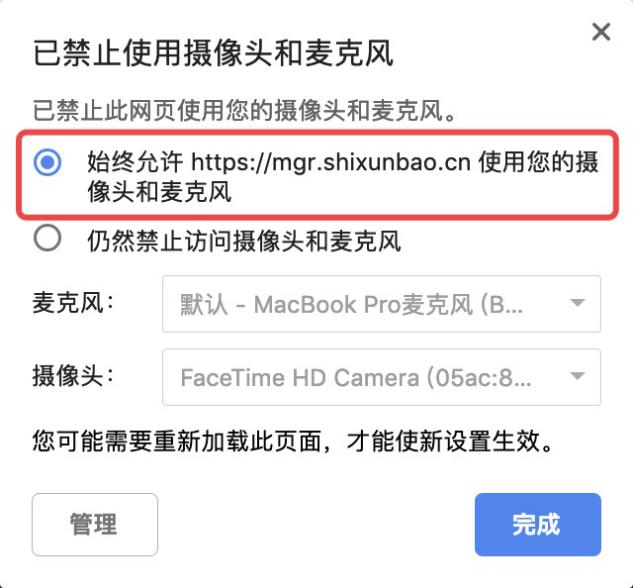 已禁止使用摄像头和麦克风
已禁止此网页使用您的摄像头和麦克风。
始终允许 https://mgr.shixunbao.cn 使用您的摄
像头和麦克风
仍然禁止访问摄像头和麦克风
麦克风： 默认 - MacBook Pro麦克风 (B...
摄像头： FaceTime HD Camera (05ac:8...
您可能需要重新加载此页面，才能使新设置生效。
管理 完成